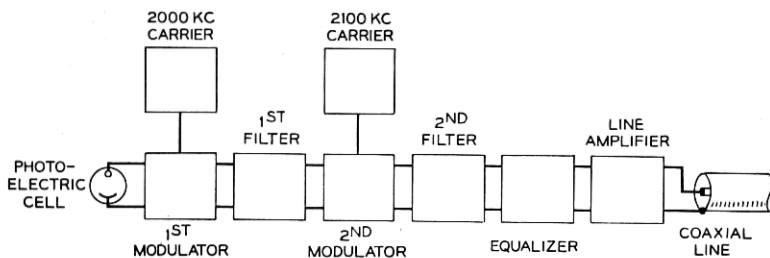 2000 KC
CARRIER
2100 KC
CARRIER
1ST
FILTER
2ND
FILTER
LINE
AMPLIFIER
PHOTO-
ELECTRIC
CELL
1ST
MODULATOR
2ND
MODULATOR
EQUALIZER
COAXIAL
LINE